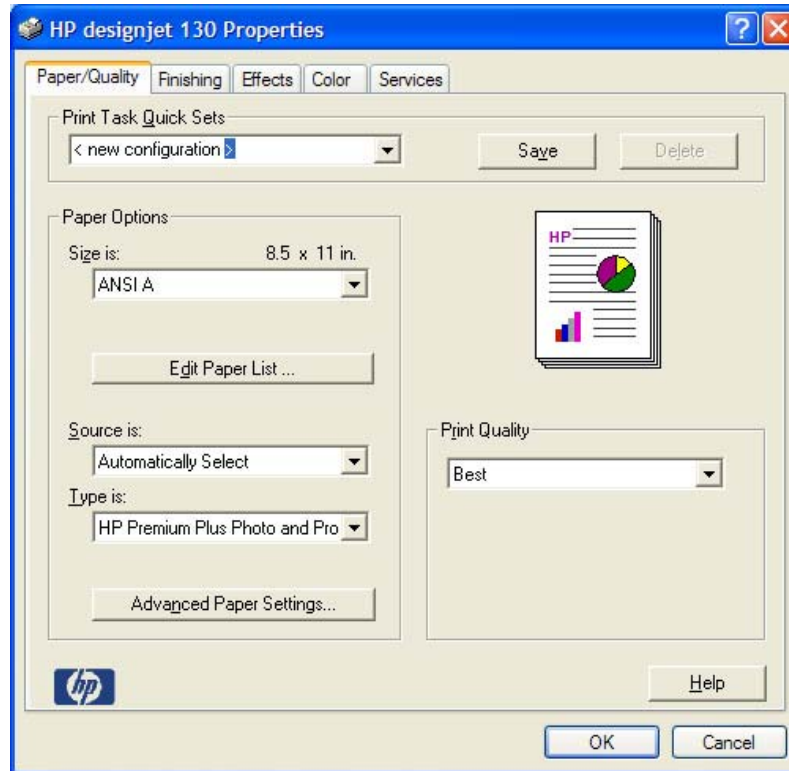 HP designjet 130 Properties
Paper/Quality Finishing Effects Color Services
Print Task Quick Sets
< new configuration >
Save
Delete
Paper Options
Size is: 8.5 x 11 in.
ANSI A
Edit Paper List ...
Source is:
Automatically Select
Type is:
HP Premium Plus Photo and Pro
Advanced Paper Settings...
HP
Print Quality
Best
hp
Help
OK
Cancel